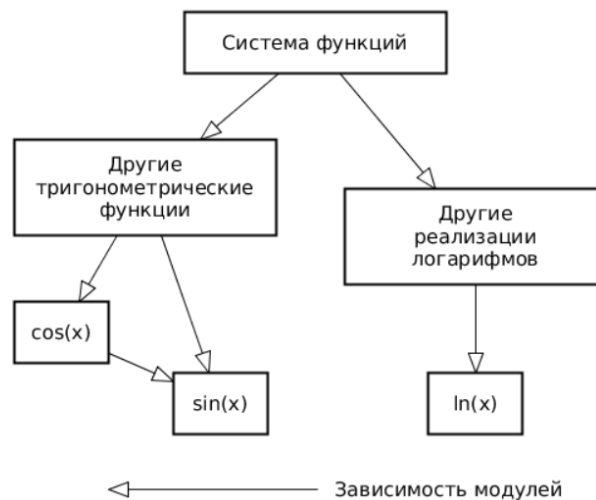 Система функций
Другие
тригонометрические
функции
Другие
реализации
логарифмов
cos(x)
sin(x)
ln(x)
Зависимость модулей